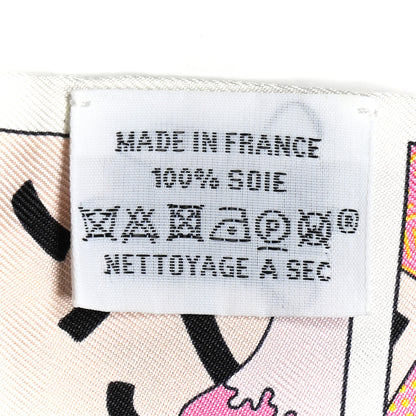 MADE IN FRANCE
100% SOIE
P ®
NETTOYAGE A SEC